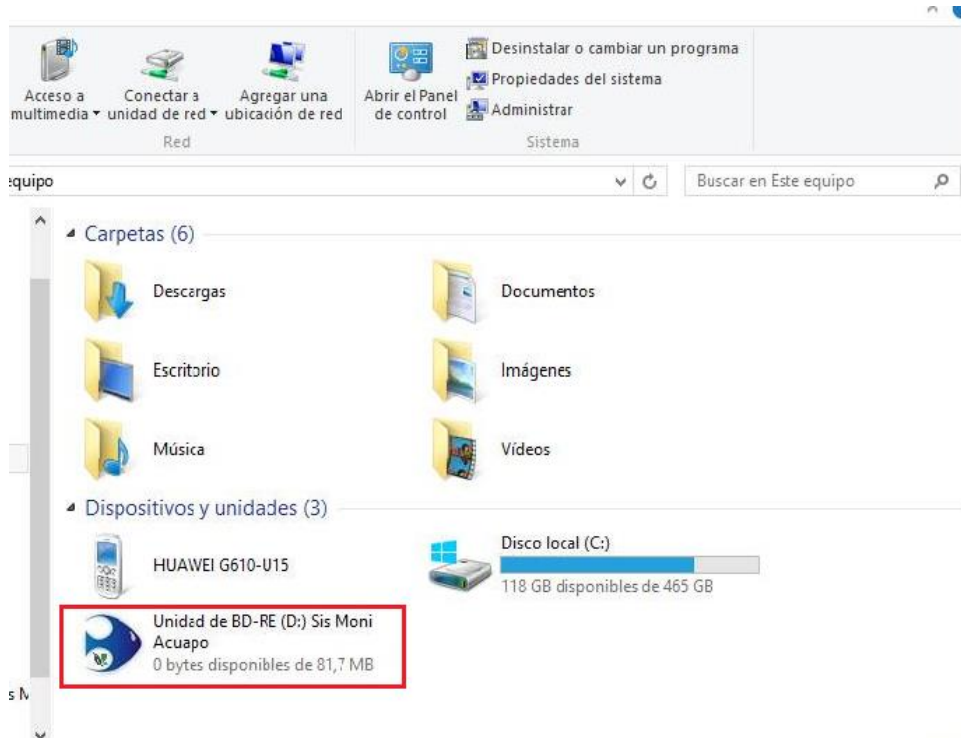 Acceso a multimedia
Conectar a unidad de red
Agregar una ubicación de red
Red
Abrir el Panel de control
Desinstalar o cambiar un programa
Propiedades del sistema
Administrar
Sistema
equipo
Buscar en Este equipo
Carpetas (6)
Descargas
Documentos
Escritorio
Imágenes
Música
Vídeos
Dispositivos y unidades (3)
HUAWEI G610-U15
Disco local (C:)
118 GB disponibles de 465 GB
Unidad de BD-RE (D:) Sis Moni
Acuapo
0 bytes disponibles de 81,7 MB
s M